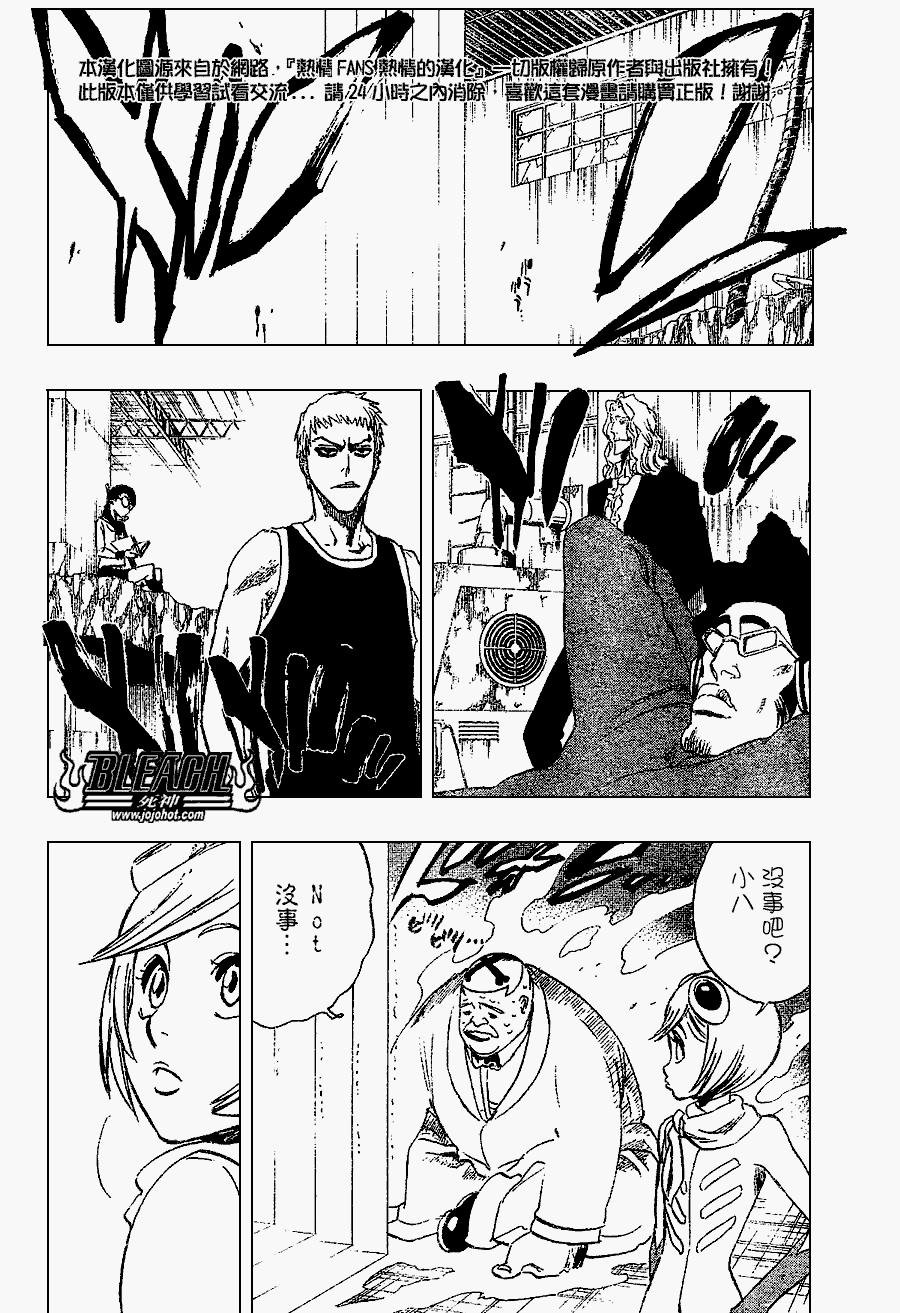 本漢化圖源來自於網路，『熱情FANS熱情的漢化』一切版權歸原作者與出版社擁有！
此版本僅供學習試看交流...請24小時之內消除，喜歡這套漫畫請購買正版！謝謝。
BLEACH
死神
www.jojohot.com
沒事吧？
小八
Not
沒事…